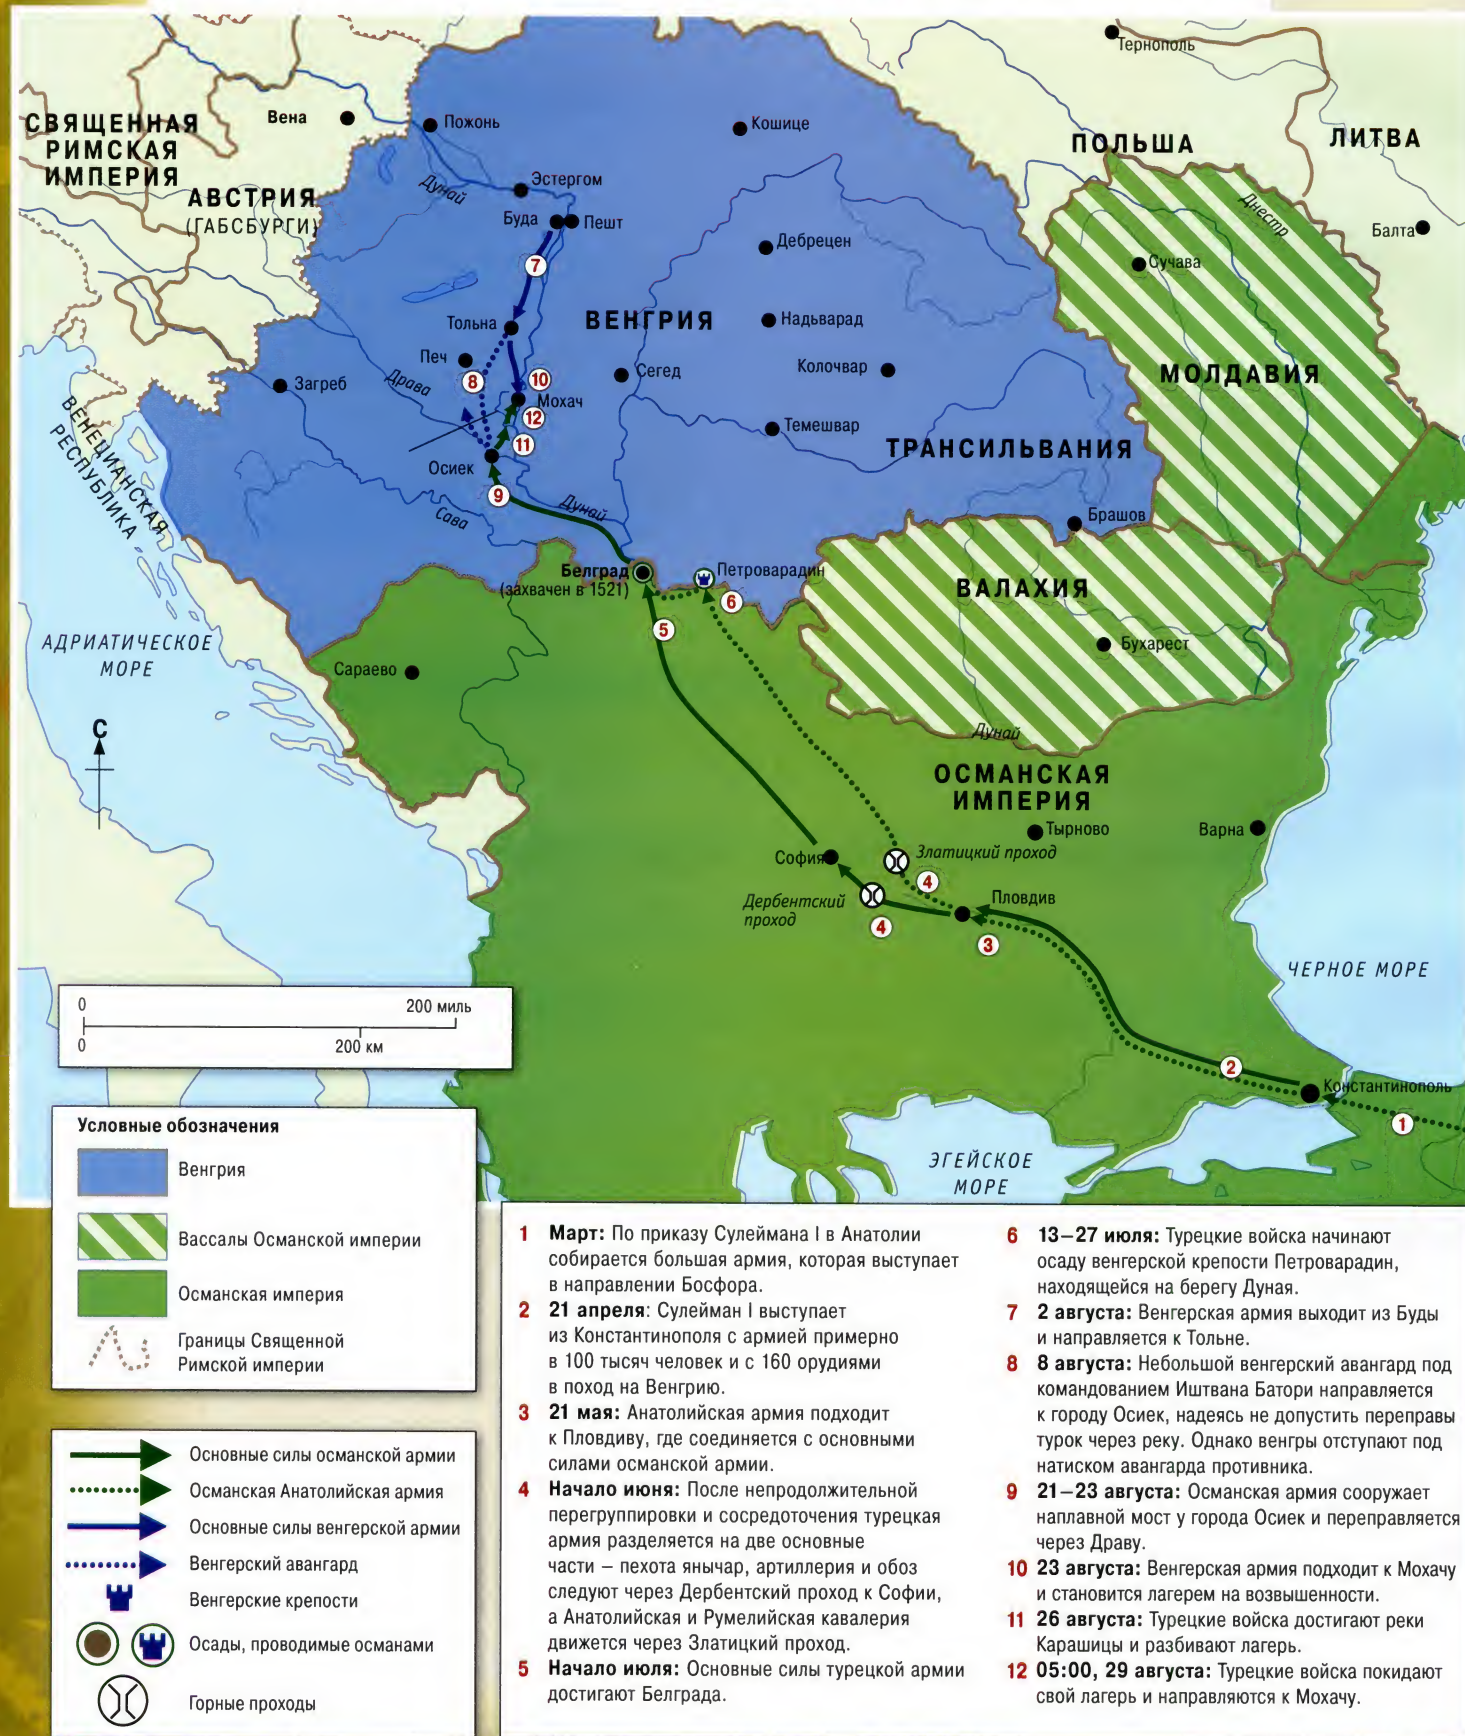 Тернополь
СВЯЩЕННАЯ
РИМСКАЯ
ИМПЕРИЯ
Вена
Пожонь
Кошице
ПОЛЬША
ЛИТВА
АВСТРИЯ
(ГАБСБУРГИ)
Дунай
Эстергом
Буда
Пешт
Дебрецен
Днестр
Балта
Сучава
7
Тольна
ВЕНГРИЯ
Надьварад
Печ
Сегед
Колочвар
МОЛДАВИЯ
Загреб
Драва
8
10
Мохач
12
11
Темешвар
ТРАНСИЛЬВАНИЯ
ВЕНЕЦИАНСКАЯ
РЕСПУБЛИКА
Осиек
9
Сава
Дунай
Брашов
Белград
(захвачен в 1521)
Петроварадин
6
5
ВАЛАХИЯ
Бухарест
АДРИАТИЧЕСКОЕ
МОРЕ
Сараево
С
Дунай
ОСМАНСКАЯ
ИМПЕРИЯ
Тырново
Варна
София
Златицкий проход
4
Дербентский
проход
4
Пловдив
3
ЧЕРНОЕ МОРЕ
0
200 миль
0
200 км
2
Константинополь
1
ЭГЕЙСКОЕ
МОРЕ
Условные обозначения
Венгрия
Вассалы Османской империи
Османская империя
Границы Священной
Римской империи
Основные силы османской армии
Османская Анатолийская армия
Основные силы венгерской армии
Венгерский авангард
Венгерские крепости
Осады, проводимые османами
Горные проходы
1 Март: По приказу Сулеймана I в Анатолии
собирается большая армия, которая выступает
в направлении Босфора.
2 21 апреля: Сулейман I выступает
из Константинополя с армией примерно
в 100 тысяч человек и с 160 орудиями
в поход на Венгрию.
3 21 мая: Анатолийская армия подходит
к Пловдиву, где соединяется с основными
силами османской армии.
4 Начало июня: После непродолжительной
перегруппировки и сосредоточения турецкая
армия разделяется на две основные
части – пехота янычар, артиллерия и обоз
следуют через Дербентский проход к Софии,
а Анатолийская и Румелийская кавалерия
движется через Златицкий проход.
5 Начало июля: Основные силы турецкой армии
достигают Белграда.
6 13–27 июля: Турецкие войска начинают
осаду венгерской крепости Петроварадин,
находящейся на берегу Дуная.
7 2 августа: Венгерская армия выходит из Буды
и направляется к Тольне.
8 8 августа: Небольшой венгерский авангард под
командованием Иштвана Батори направляется
к городу Осиек, надеясь не допустить переправы
турок через реку. Однако венгры отступают под
натиском авангарда противника.
9 21–23 августа: Османская армия сооружает
наплавной мост у города Осиек и переправляется
через Драву.
10 23 августа: Венгерская армия подходит к Мохачу
и становится лагерем на возвышенности.
11 26 августа: Турецкие войска достигают реки
Карашицы и разбивают лагерь.
12 05:00, 29 августа: Турецкие войска покидают
свой лагерь и направляются к Мохачу.